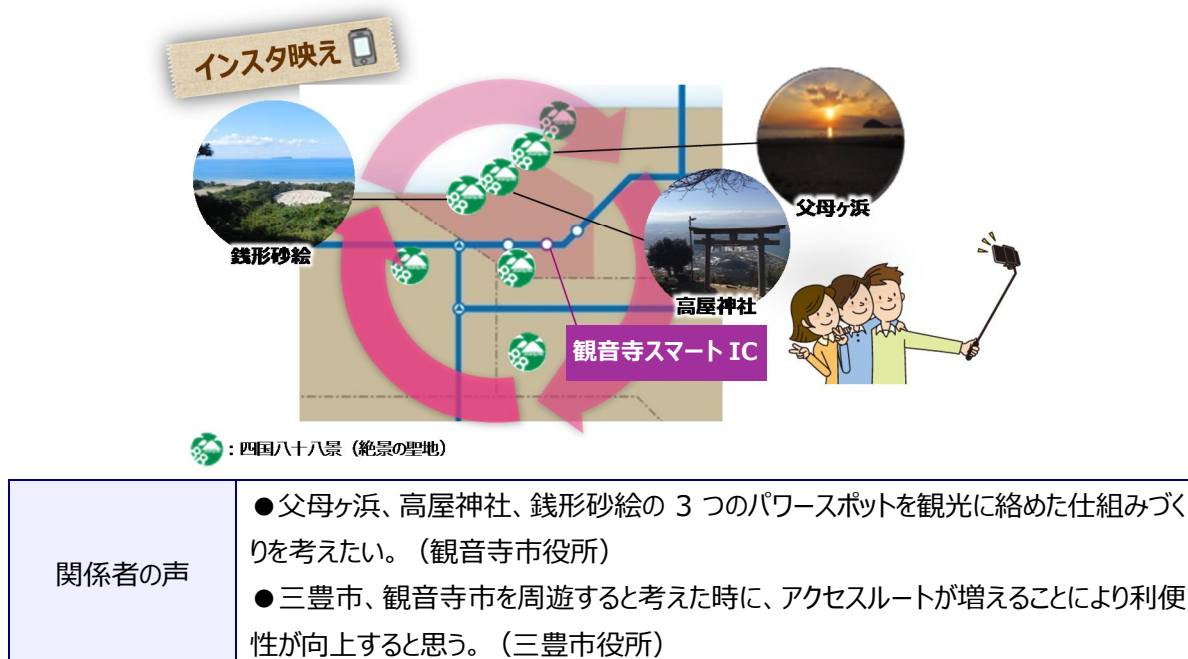 インスタ映え
銭形砂絵
父母ヶ浜
高屋神社
観音寺スマート IC
：四国八十八景（絶景の聖地）
関係者の声
●父母ヶ浜、高屋神社、銭形砂絵の 3 つのパワースポットを観光に絡めた仕組みづく
りを考えたい。（観音寺市役所）
●三豊市、観音寺市を周遊すると考えた時に、アクセスルートが増えることにより利便
性が向上すると思う。（三豊市役所）